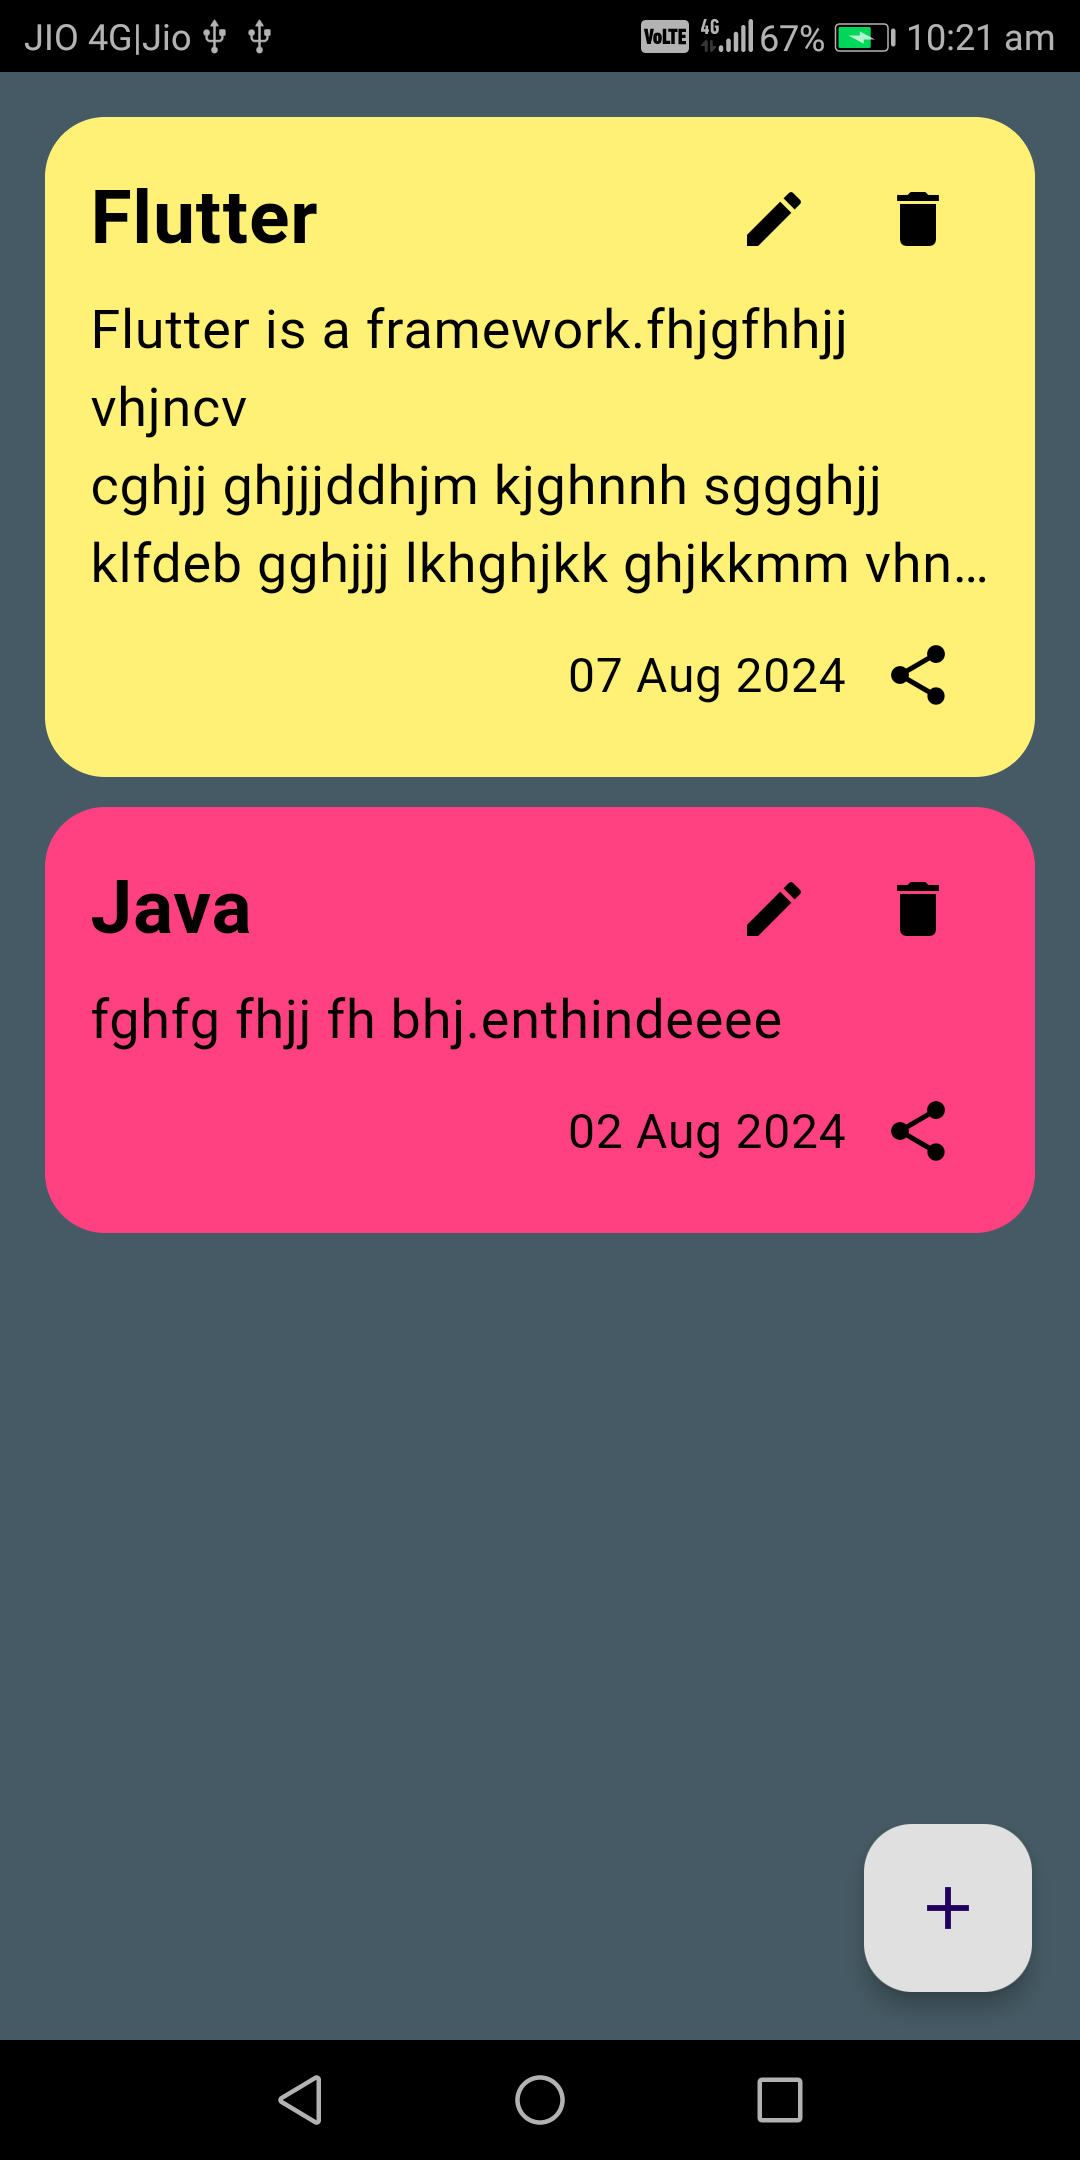 JIO 4G|Jio VoLTE 4G 67% 10:21 am
Flutter
Flutter is a framework.fhjgfhhjj
vhjncv
cghjj ghjjjddhjm kjghnnh sggghjj
klfdeb gghjjj lkhghjkk ghjkkmm vhn…
07 Aug 2024
Java
fghfg fhjj fh bhj.enthindeeee
02 Aug 2024